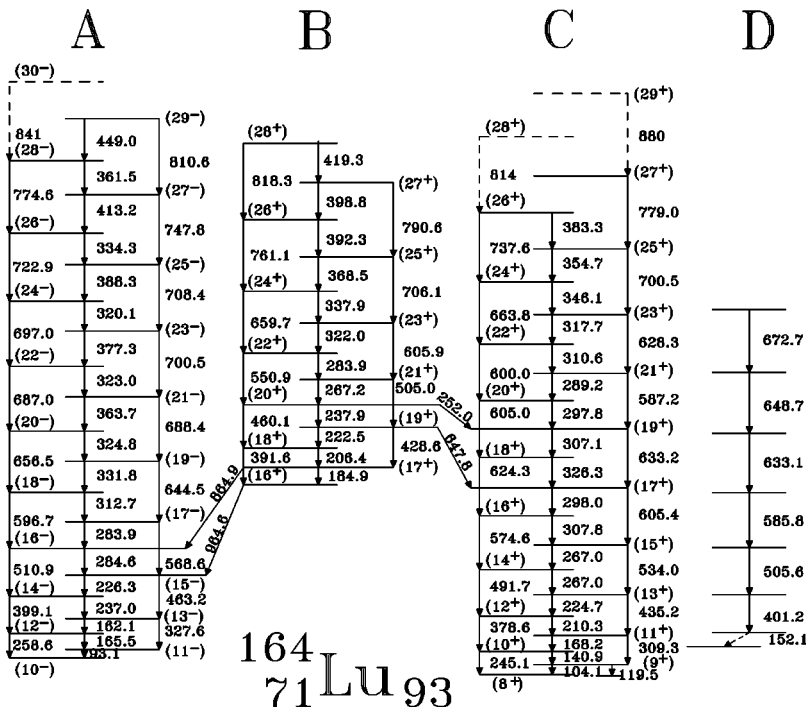 A B C D
(30−)
(29+)
(29−)
(28+) (28+)
841 449.0 880
(28−) 810.6 419.3
361.5 818.3 (27+) 814 (27+)
774.6 (27−) 398.8 (26+)
413.2 (26+) 790.6 383.3 779.0
(26−) 747.8 392.3 737.6 (25+)
334.3 761.1 (25+) 354.7
722.9 (25−) 368.5 (24+)
388.3 (24+) 706.1 346.1 700.5
(24−) 708.4 337.9 663.8 (23+)
320.1 659.7 (23+) 317.7
697.0 (23−) 322.0 (22+) 628.3 672.7
377.3 (22+) 605.9 310.6
(22−) 700.5 283.9 600.0 (21+)
323.0 550.9 (21+) 289.2
687.0 (21−) 267.2 505.0 (20+) 587.2 648.7
363.7 (20+) 252.0 605.0 297.8
(20−) 688.4 460.1 237.9 (19+) (19+)
324.8 (18+) 222.5 428.6 647.8 (18+) 307.1 633.2 633.1
656.5 (19−) 391.6 206.4 (17+) 624.3 326.3
331.8 (16+) 184.9 (17+)
(18−) 644.5 864.9 298.0
312.7 (16+) 605.4 585.8
596.7 (17−) 964.6 307.8
(16−) 283.9 574.6 (15+)
284.6 568.6 (14+) 267.0 534.0 505.6
510.9 (15−) 491.7 267.0
(14−) 226.3 463.2 (13+)
399.1 237.0 (13−) (12+) 224.7 435.2 401.2
(12−) 162.1 327.6 378.6 210.3 (11+)
258.6 165.5 (11−) (10+) 168.2 309.3 152.1
93.1 245.1 140.9 (9+)
(10−) (8+) 104.1 119.5
164
71 Lu 93